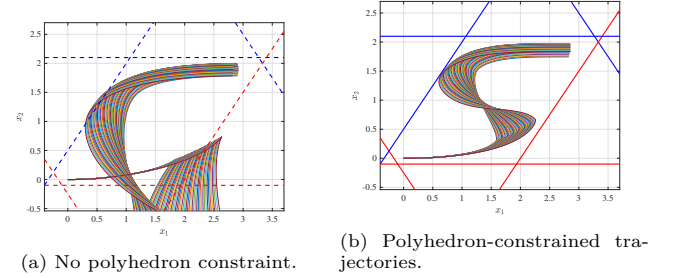 2.5
2
1.5
1
0.5
0
-0.5
x₂
0 0.5 1 1.5 2 2.5 3 3.5
x₁
(a) No polyhedron constraint.
2.5
2
1.5
1
0.5
0
-0.5
x₂
-0.5 0 0.5 1 1.5 2 2.5 3 3.5
x₁
(b) Polyhedron-constrained tra-
jectories.